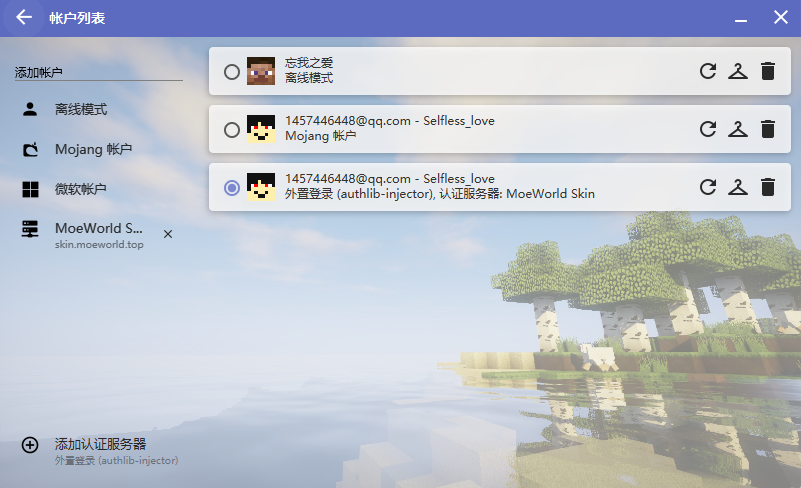 帐户列表
添加帐户
离线模式
Mojang 帐户
微软帐户
MoeWorld S...
skin.moeworld.top
添加认证服务器
外置登录 (authlib-injector)
忘我之爱
离线模式
1457446448@qq.com - Selfless_love
Mojang 帐户
1457446448@qq.com - Selfless_love
外置登录 (authlib-injector), 认证服务器: MoeWorld Skin